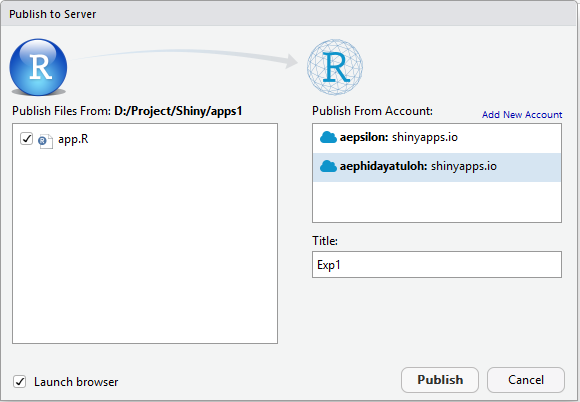 Publish to Server
R
R
Publish Files From: D:/Project/Shiny/apps1
app.R
Publish From Account:
Add New Account
aepsilon: shinyapps.io
aephidayatuloh: shinyapps.io
Title:
Exp1
Launch browser
Publish
Cancel